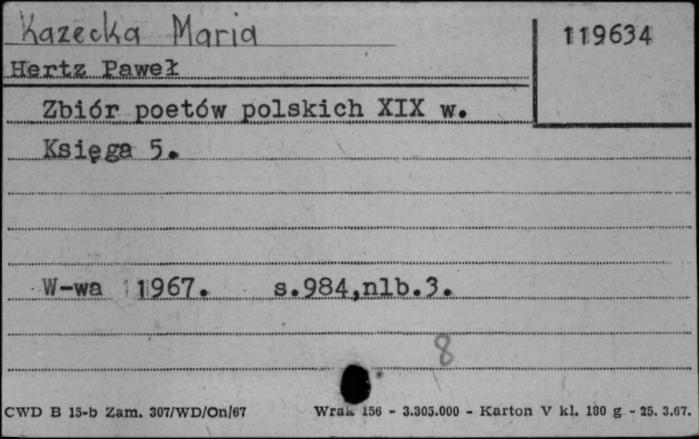 Kazecka Maria
119634
Hertz Paweł
Zbiór poetów polskich XIX w.
Księga 5.
W-wa 1967. s.984,nlb.3.
8
CWD B 15-b Zam. 307/WD/On/67 Wrak 156 - 3.305.000 - Karton V kl. 180 g - 25. 3.67.